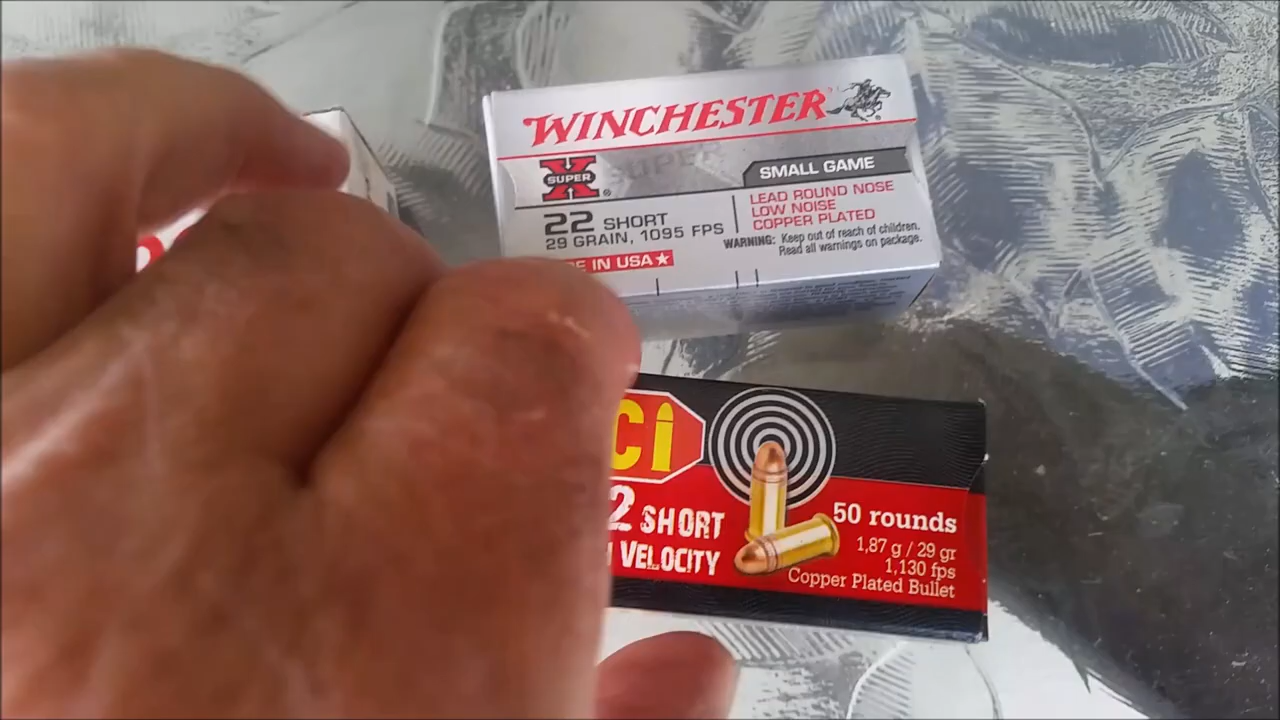 WINCHESTER
SUPER X
SUPER
SMALL GAME
22 SHORT
29 GRAIN, 1095 FPS
LEAD ROUND NOSE
LOW NOISE
COPPER PLATED
WARNING: Keep out of reach of children.
Read all warnings on package.
E IN USA
Ci
2 SHORT
VELOCITY
50 rounds
1,87 g / 29 gr
1,130 fps
Copper Plated Bullet